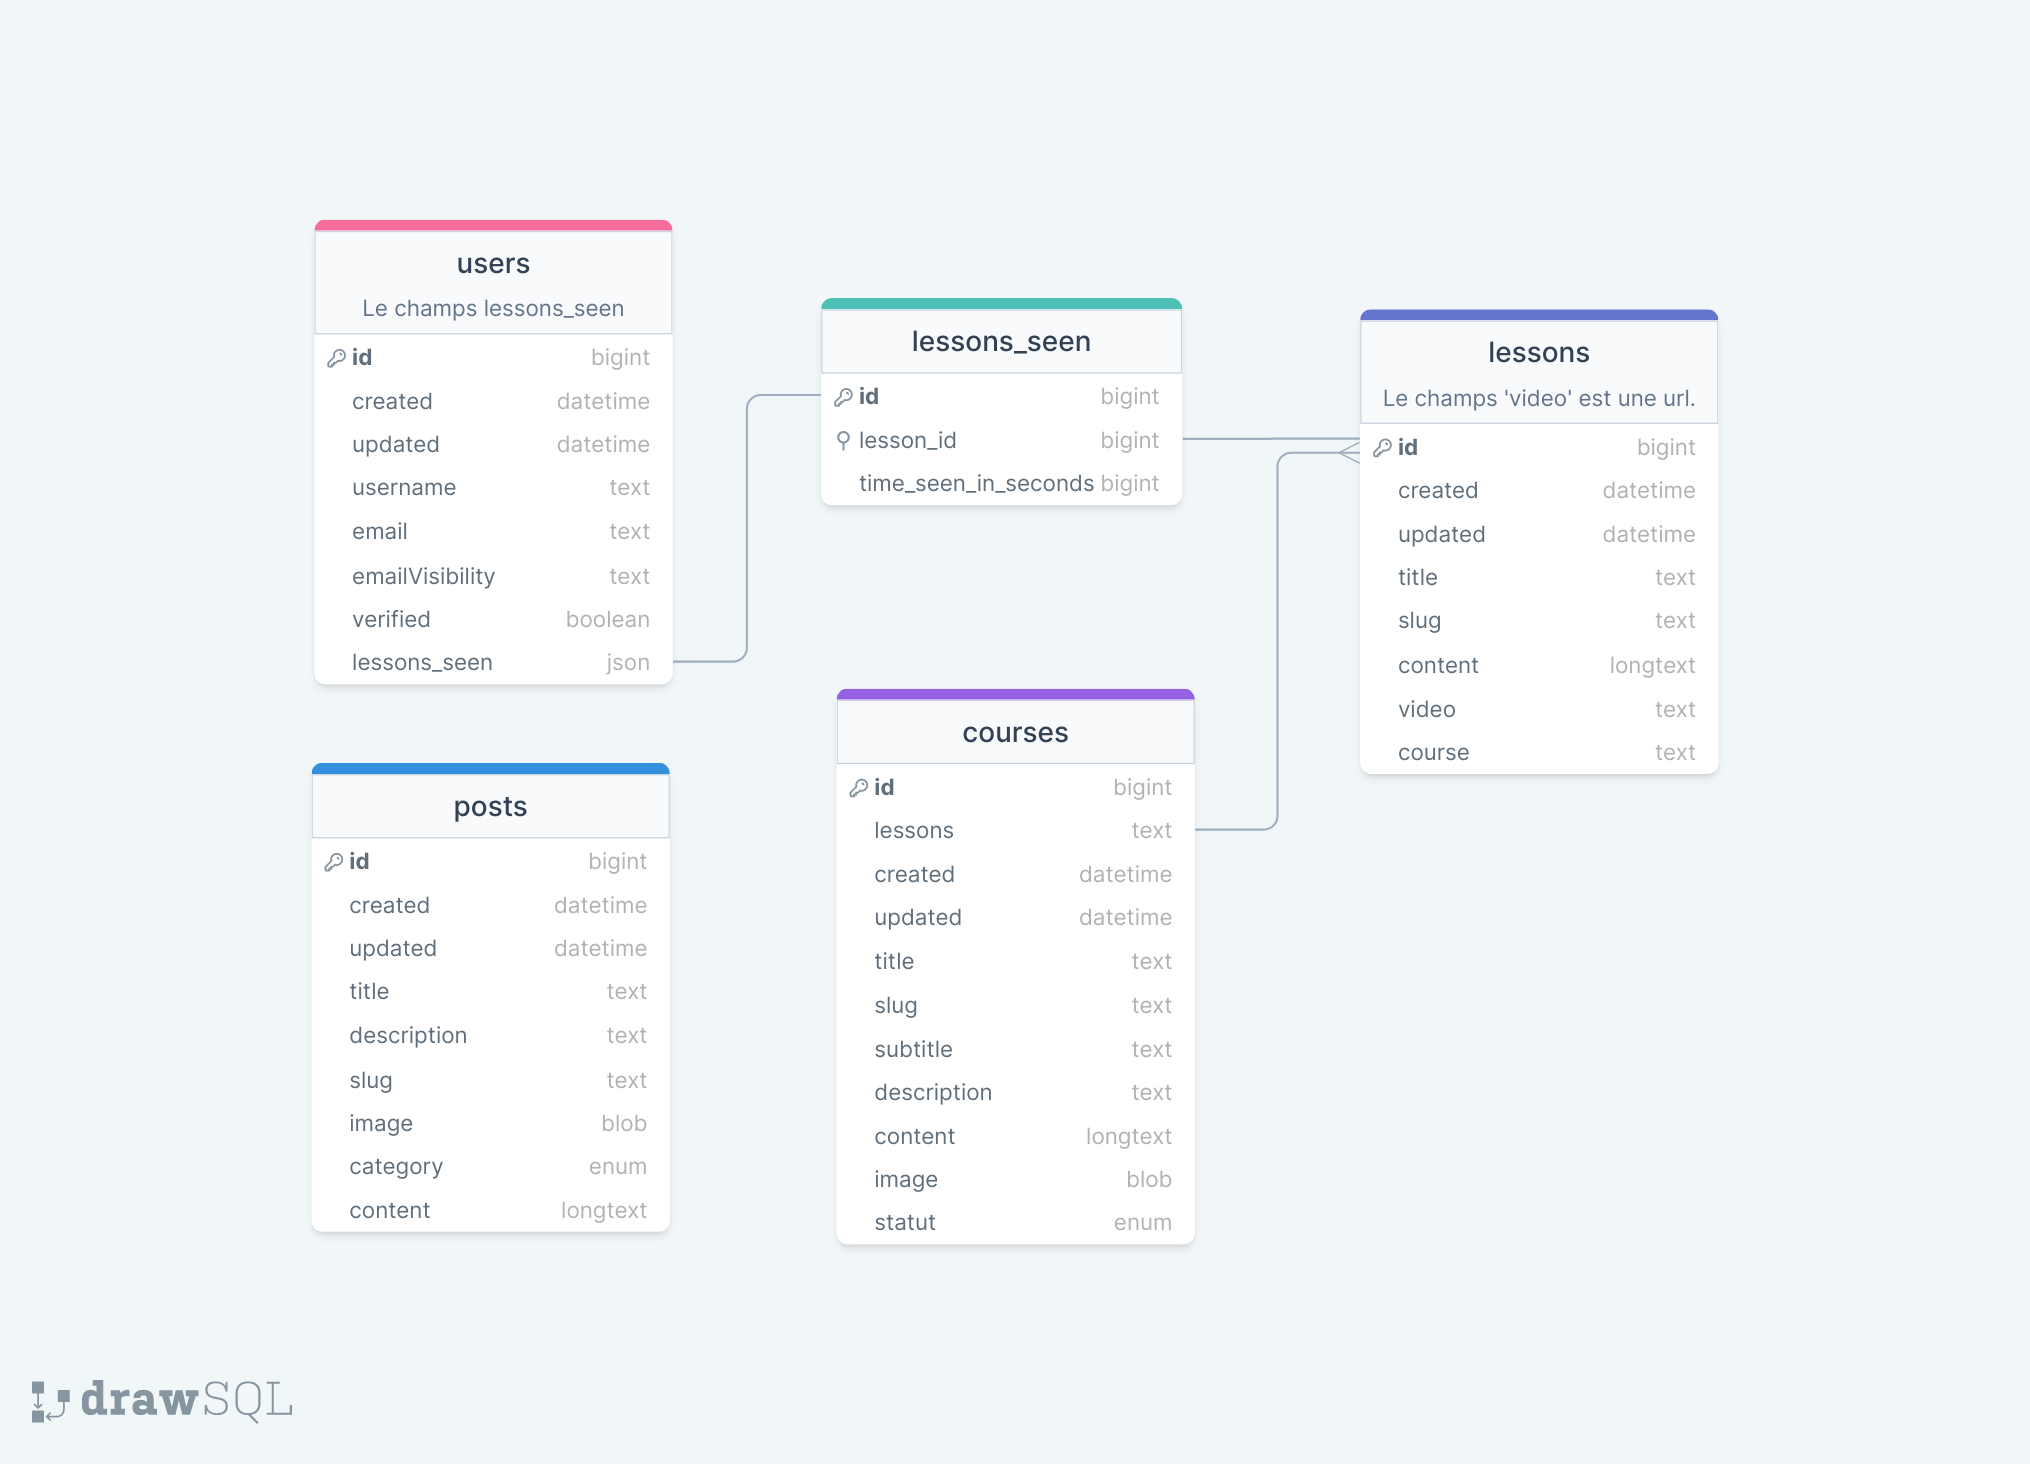 users
Le champs lessons_seen
id bigint
created datetime
updated datetime
username text
email text
emailVisibility text
verified boolean
lessons_seen json
lessons_seen
id bigint
lesson_id bigint
time_seen_in_seconds bigint
lessons
Le champs 'video' est une url.
id bigint
created datetime
updated datetime
title text
slug text
content longtext
video text
course text
posts
id bigint
created datetime
updated datetime
title text
description text
slug text
image blob
category enum
content longtext
courses
id bigint
lessons text
created datetime
updated datetime
title text
slug text
subtitle text
description text
content longtext
image blob
statut enum
drawSQL